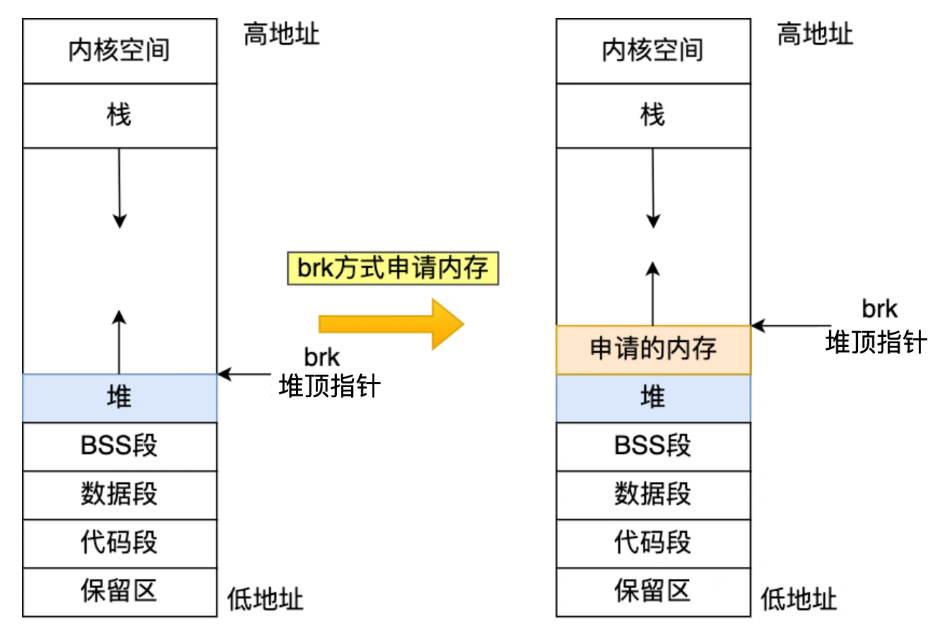 高地址
内核空间
栈
brk
堆顶指针
堆
BSS段
数据段
代码段
保留区
低地址
brk方式申请内存
高地址
内核空间
栈
brk
堆顶指针
申请的内存
堆
BSS段
数据段
代码段
保留区
低地址